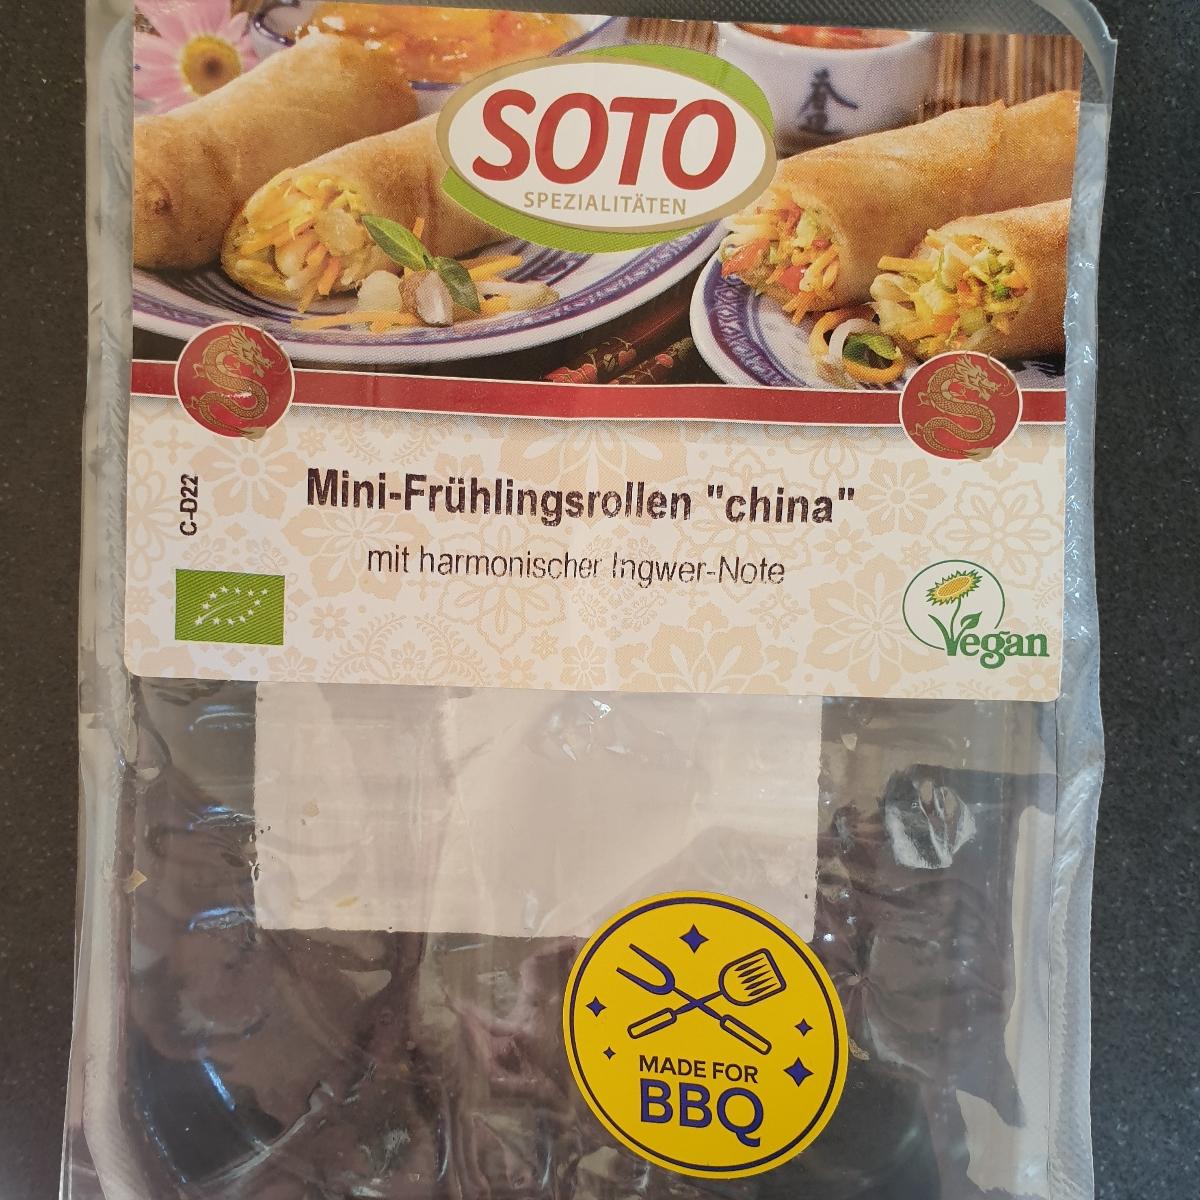 SOTO
SPEZIALITÄTEN
C-D22
Mini-Frühlingsrollen "china"
mit harmonischer Ingwer-Note
Vegan
MADE FOR
BBQ